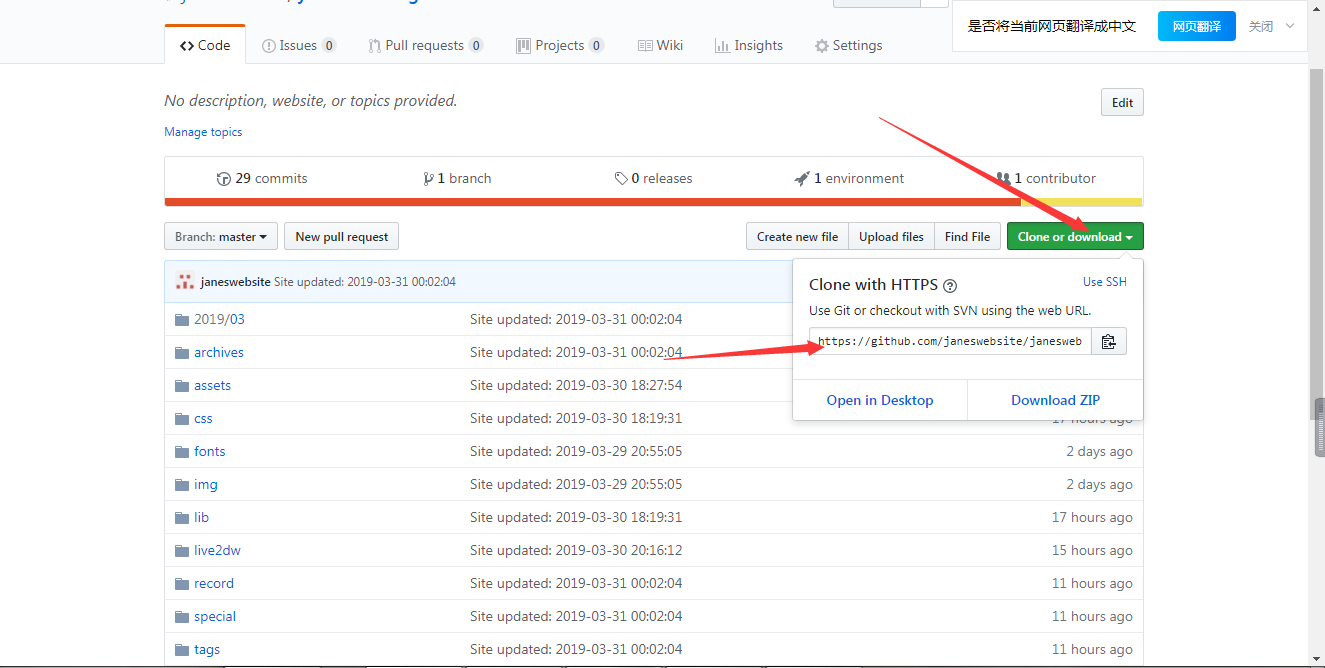 Code Issues 0 Pull requests 0 Projects 0 Wiki Insights Settings
是否将当前网页翻译成中文 网页翻译 关闭
No description, website, or topics provided.
Edit
Manage topics
29 commits 1 branch 0 releases 1 environment 1 contributor
Branch: master New pull request Create new file Upload files Find File Clone or download
janeswebsite Site updated: 2019-03-31 00:02:04
Clone with HTTPS Use SSH
Use Git or checkout with SVN using the web URL.
https://github.com/janeswebsite/janesweb
Open in Desktop Download ZIP
2019/03 Site updated: 2019-03-31 00:02:04
archives Site updated: 2019-03-31 00:02:04
assets Site updated: 2019-03-30 18:27:54
css Site updated: 2019-03-30 18:19:31 17 hours ago
fonts Site updated: 2019-03-29 20:55:05 2 days ago
img Site updated: 2019-03-29 20:55:05 2 days ago
lib Site updated: 2019-03-30 18:19:31 17 hours ago
live2dw Site updated: 2019-03-30 20:16:12 15 hours ago
record Site updated: 2019-03-31 00:02:04 11 hours ago
special Site updated: 2019-03-31 00:02:04 11 hours ago
tags Site updated: 2019-03-31 00:02:04 11 hours ago